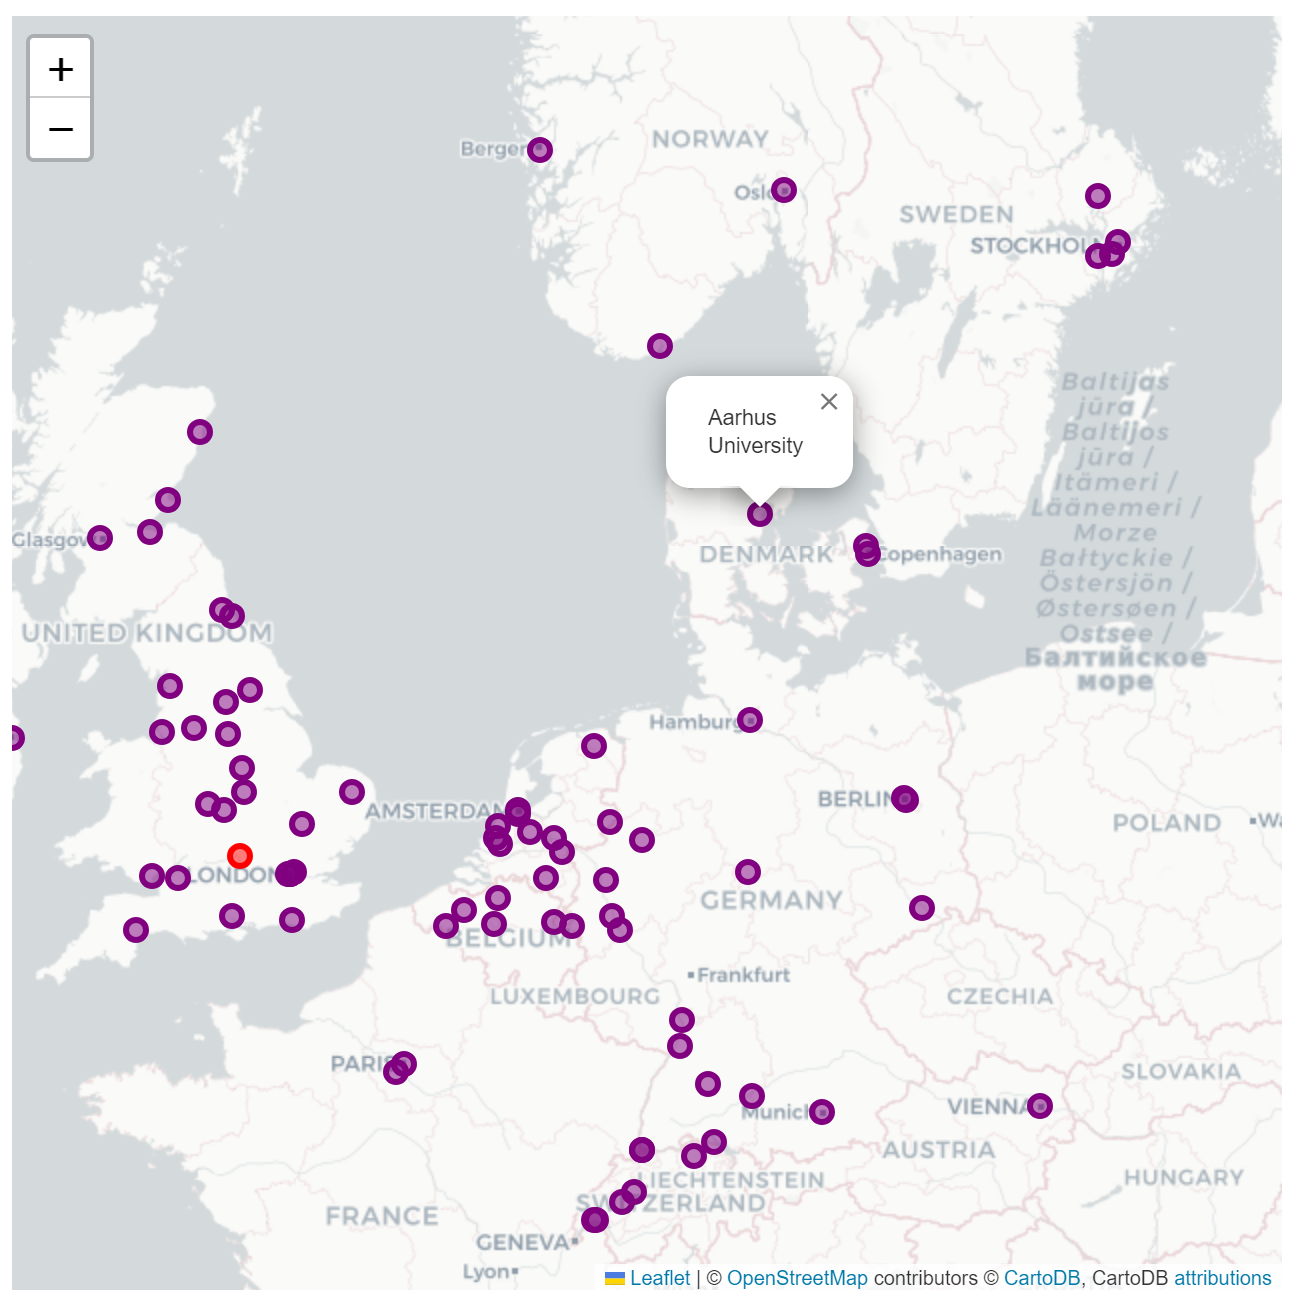 +
−
Bergen
NORWAY
Oslo
SWEDEN
STOCKHOLM
Aarhus
University
×
Baltijas
jūra /
Baltijos
jūra /
Itämeri /
Läänemeri /
Morze
Bałtyckie /
Östersjön /
Østersøen /
Ostsee /
Балтийское
море
Glasgow
DENMARK
Copenhagen
UNITED KINGDOM
Hamburg
AMSTERDAM
BERLIN
POLAND
Wa
LONDON
GERMANY
BELGIUM
Frankfurt
LUXEMBOURG
CZECHIA
PARIS
SLOVAKIA
Munich
VIENNA
AUSTRIA
LIECHTENSTEIN
HUNGARY
SWITZERLAND
FRANCE
GENEVA
Lyon
Leaflet | © OpenStreetMap contributors © CartoDB, CartoDB attributions